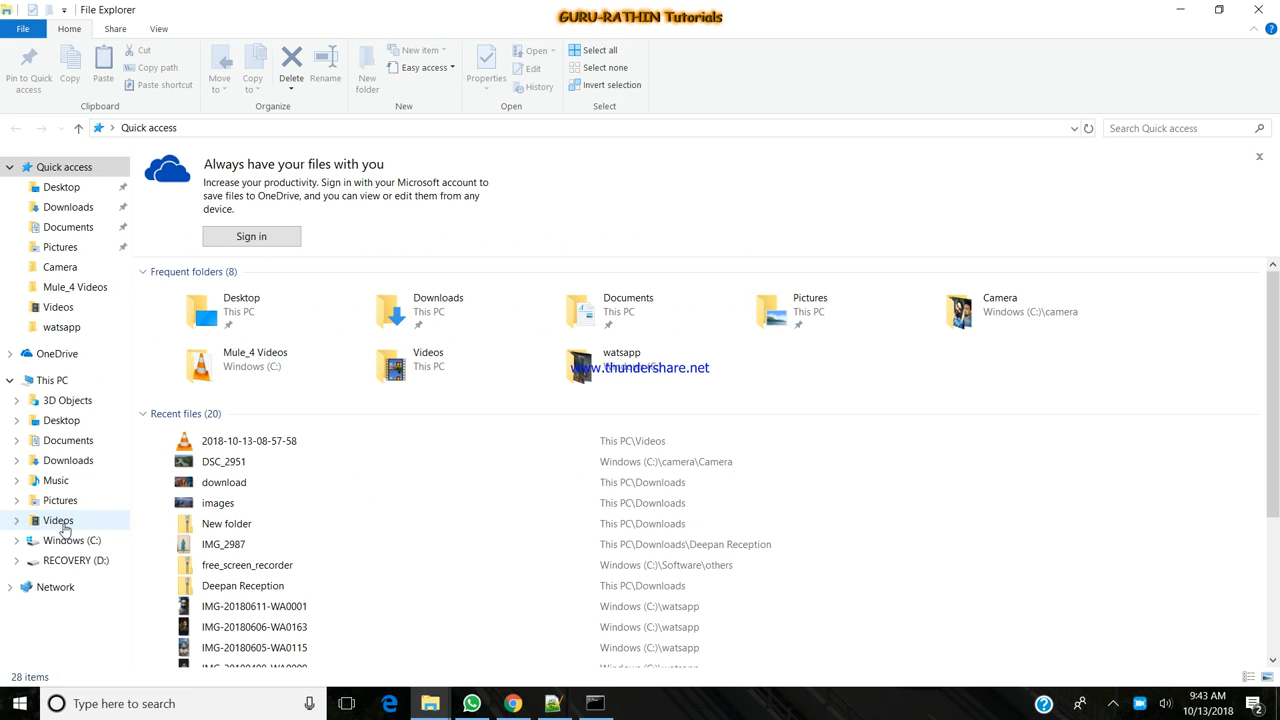 File Explorer
GURU-RATHIN Tutorials
File
Home
Share
View
Pin to Quick
access
Copy
Paste
Cut
Copy path
Paste shortcut
Clipboard
Move
to
Copy
to
Delete
Rename
Organize
New
folder
New item
Easy access
New
Properties
Open
Edit
History
Open
Select all
Select none
Invert selection
Select
Quick access
Search Quick access
Quick access
Desktop
Downloads
Documents
Pictures
Camera
Mule_4 Videos
Videos
watsapp
OneDrive
This PC
3D Objects
Desktop
Documents
Downloads
Music
Pictures
Videos
Windows (C:)
RECOVERY (D:)
Network
Always have your files with you
Increase your productivity. Sign in with your Microsoft account to
save files to OneDrive, and you can view or edit them from any
device.
Sign in
Frequent folders (8)
Desktop
This PC
Downloads
This PC
Documents
This PC
Pictures
This PC
Camera
Windows (C:)\camera
Mule_4 Videos
Windows (C:)
Videos
This PC
watsapp
www.thundershare.net
Recent files (20)
2018-10-13-08-57-58 This PC\Videos
DSC_2951 Windows (C:)\camera\Camera
download This PC\Downloads
images This PC\Downloads
New folder This PC\Downloads
IMG_2987 This PC\Downloads\Deepan Reception
free_screen_recorder Windows (C:)\Software\others
Deepan Reception This PC\Downloads
IMG-20180611-WA0001 Windows (C:)\watsapp
IMG-20180606-WA0163 Windows (C:)\watsapp
IMG-20180605-WA0115 Windows (C:)\watsapp
28 items
Type here to search
9:43 AM
10/13/2018
2